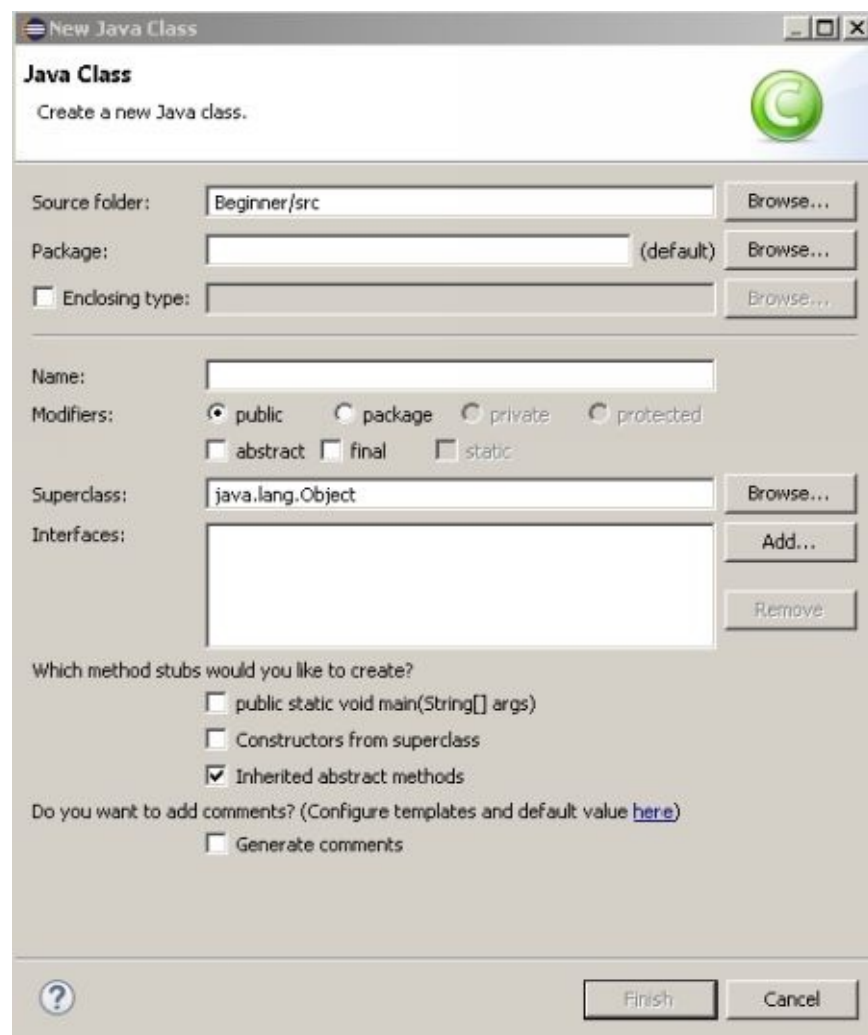 New Java Class
Java Class
Create a new Java class.
C
Source folder: Beginner/src Browse...
Package: (default) Browse...
Enclosing type: Browse...
Name:
Modifiers: public package private protected
abstract final static
Superclass: java.lang.Object Browse...
Interfaces: Add...
Remove
Which method stubs would you like to create?
public static void main(String[] args)
Constructors from superclass
Inherited abstract methods
Do you want to add comments? (Configure templates and default value here)
Generate comments
? Finish Cancel